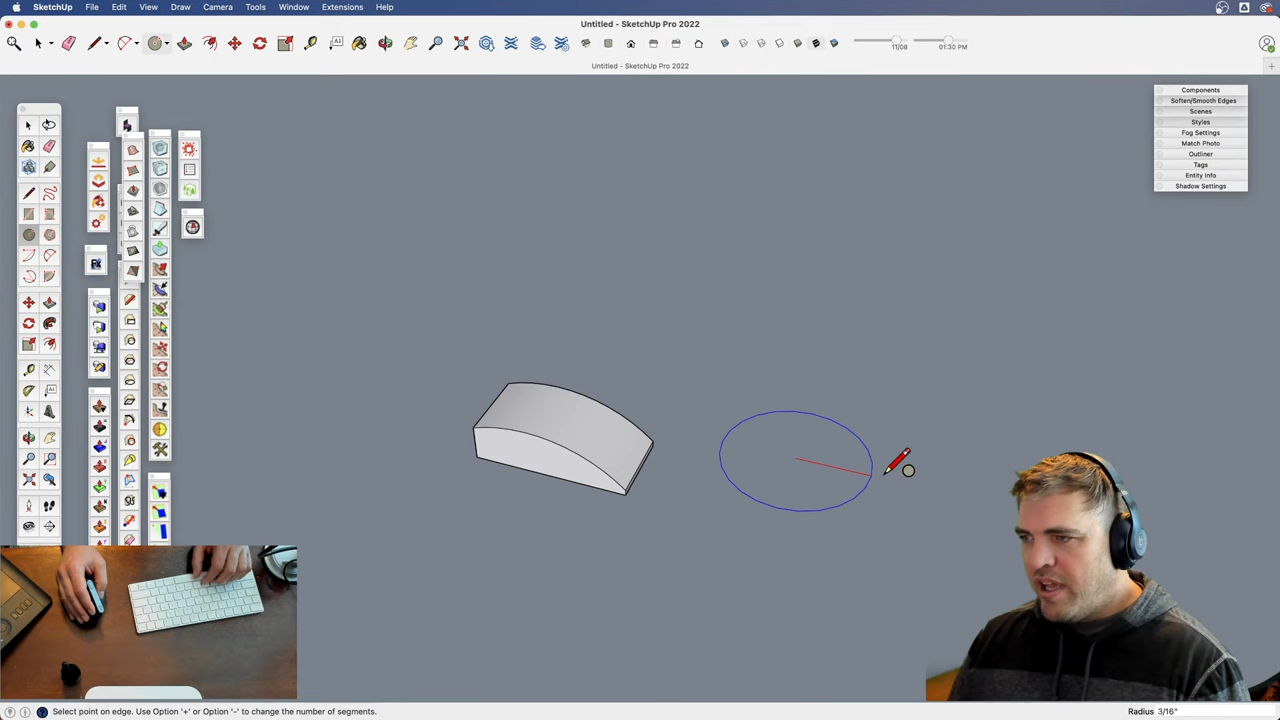 SketchUp File Edit View Draw Camera Tools Window Extensions Help
Untitled - SketchUp Pro 2022
11/08 01:30 PM
Untitled - SketchUp Pro 2022
Components
Soften/Smooth Edges
Scenes
Styles
Fog Settings
Match Photo
Outliner
Tags
Entity Info
Shadow Settings
Select point on edge. Use Option '+' or Option '-' to change the number of segments.
Radius 3/16"